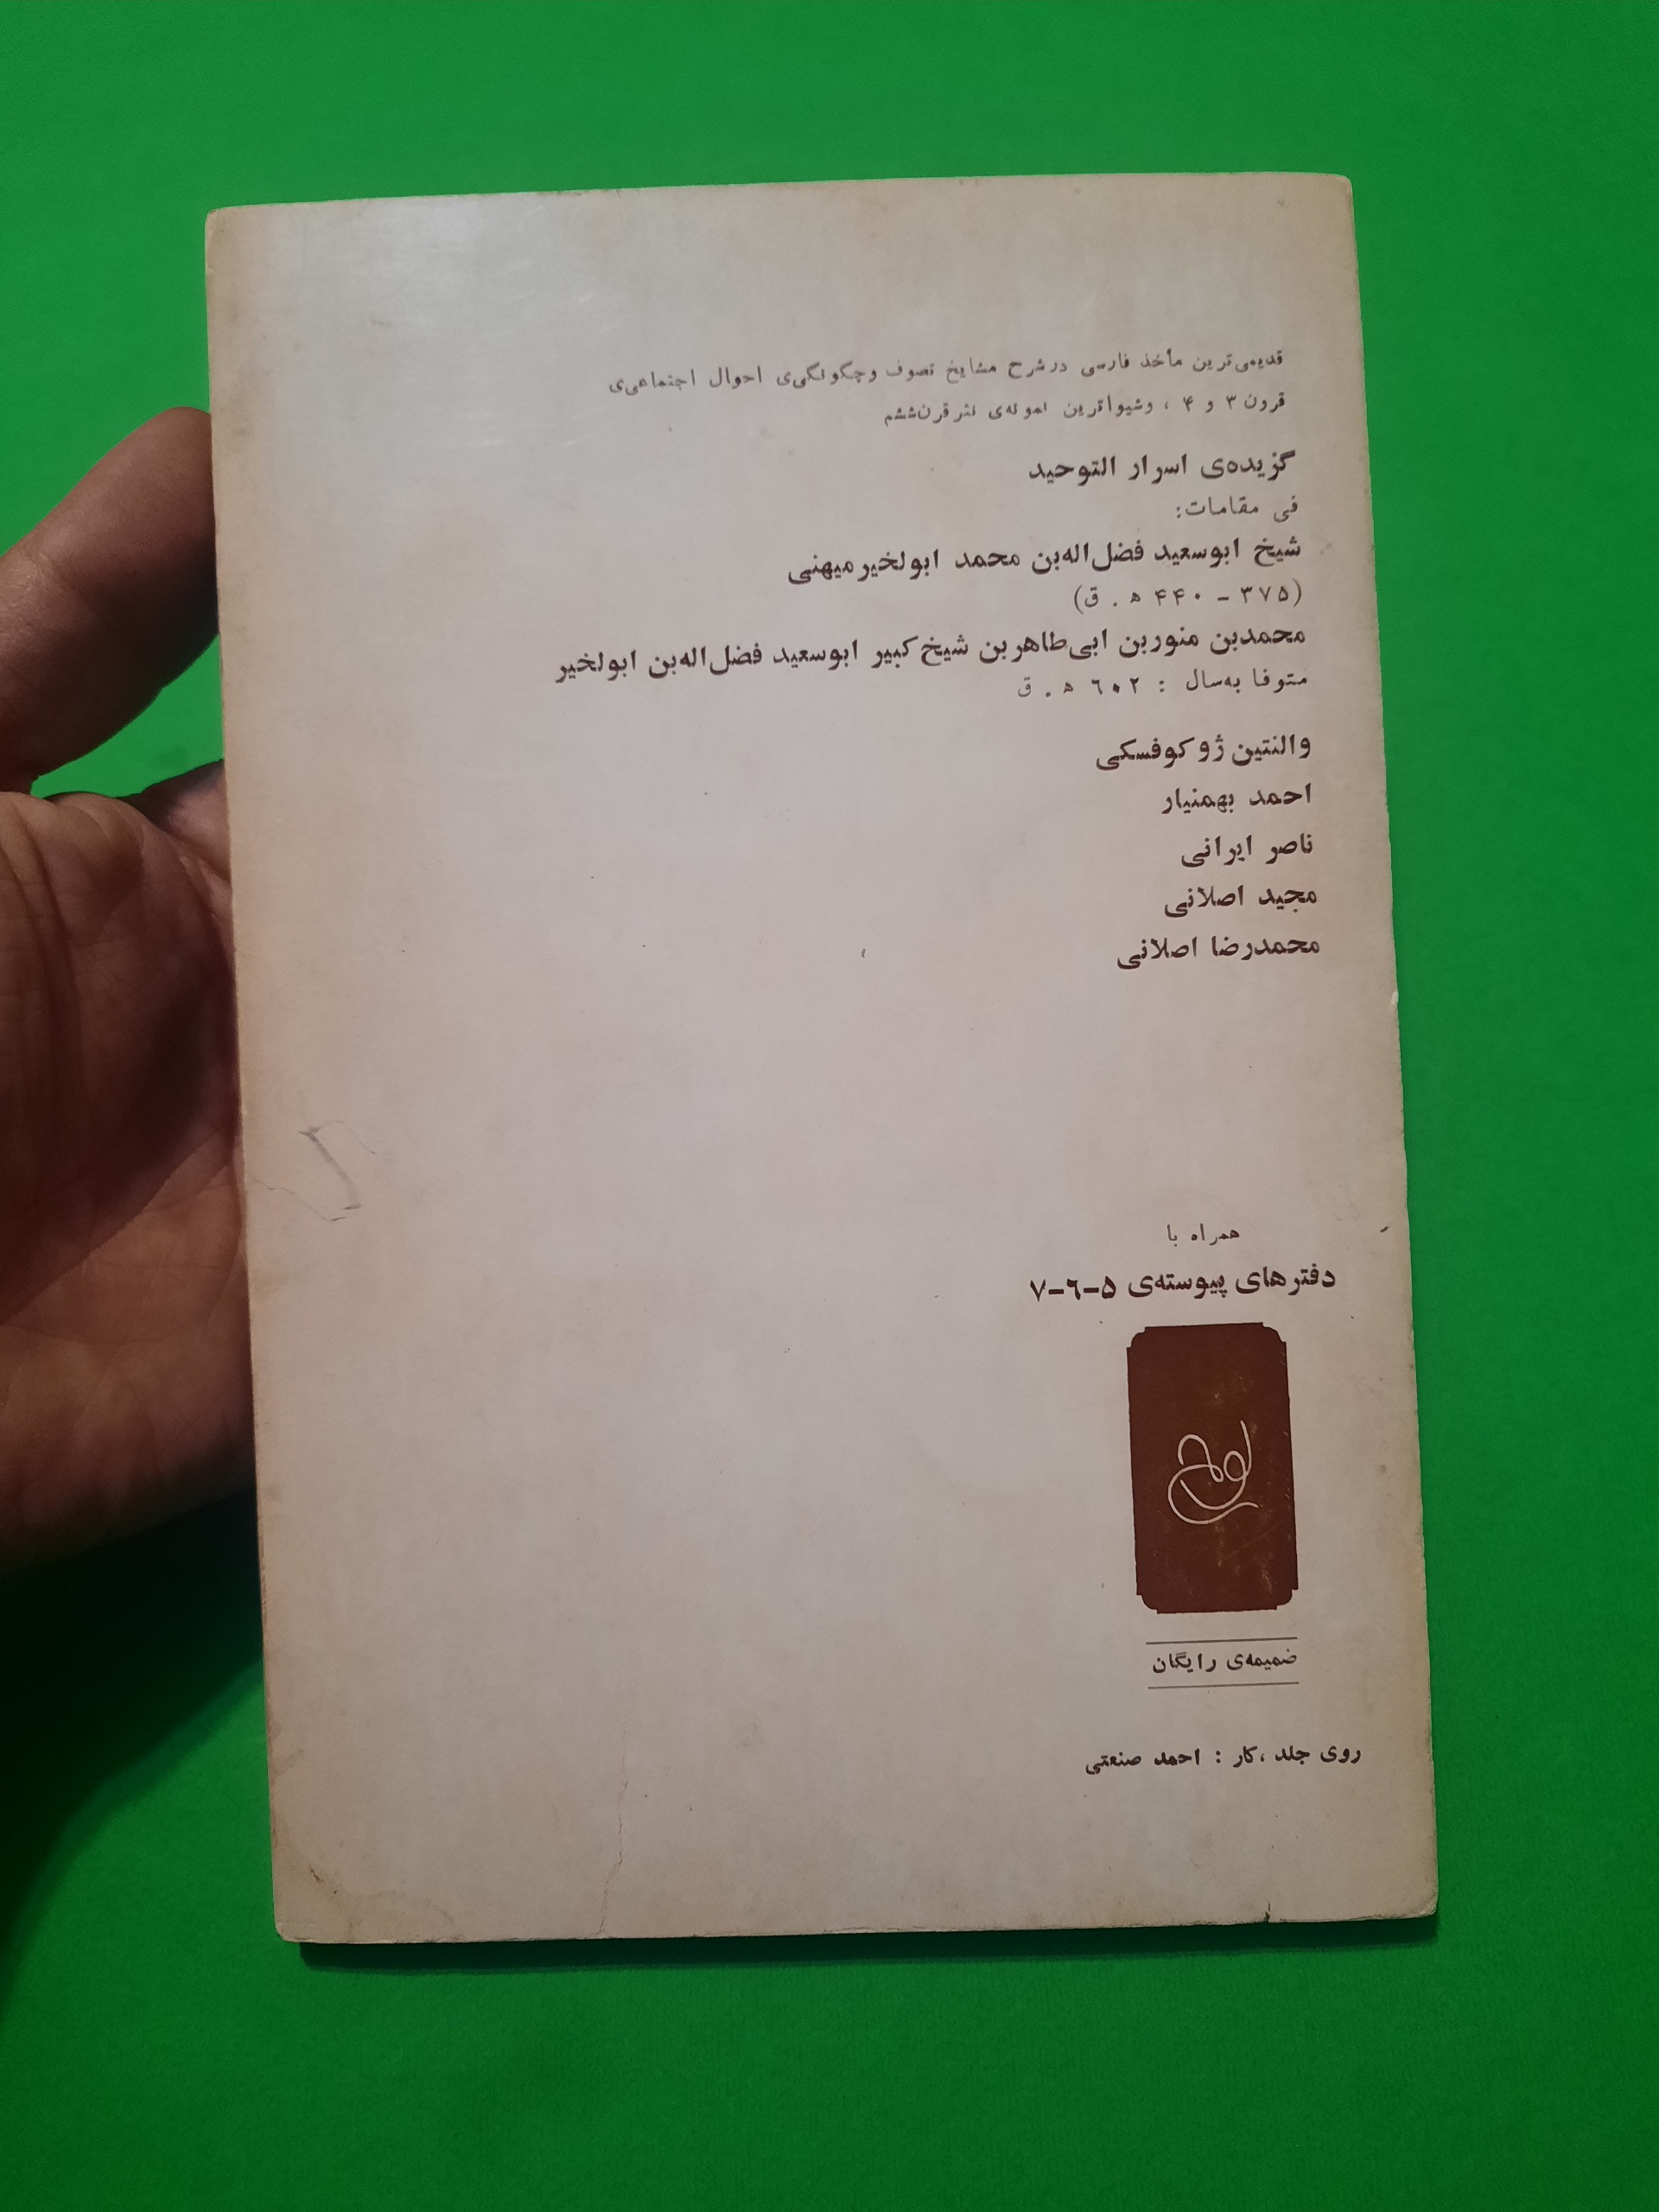 قدیمی‌ترین مأخذ فارسی در شرح مشایخ تصوف و چگونگی‌ی احوال اجتماعی‌ی
قرون ۳ و ۴ ، و شیواترین نمونه‌ی نثر قرن ششم
گزیده‌ی اسرار التوحید
فی مقامات:
شیخ ابوسعید فضل‌اله‌بن محمد ابولخیر میهنی
(۳۷۵ - ۴۴۰ ه . ق)
محمدبن منوربن ابی‌طاهربن شیخ کبیر ابوسعید فضل‌اله‌بن ابولخیر
متوفا به‌سال : ۶۰۲ ه . ق
والنتین ژوکوفسکی
احمد بهمنیار
ناصر ایرانی
مجید اصلانی
محمدرضا اصلانی
همراه با
دفترهای پیوسته‌ی ۵-۶-۷
لوح
ضمیمه‌ی رایگان
روی جلد ، کار : احمد صنعتی